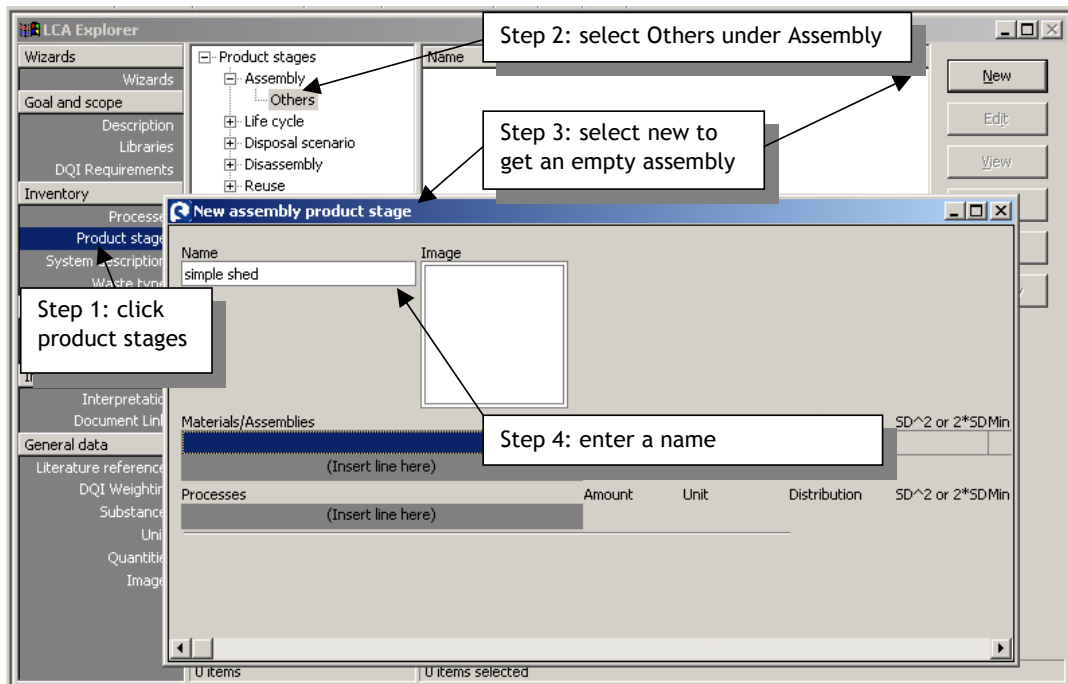 LCA Explorer
Wizards
Wizards
Goal and scope
Description
Libraries
DQI Requirements
Inventory
Processe
Product stage
System description
Waste type
Interpretatio
Document Link
General data
Literature reference
DQI Weightin
Substance
Uni
Quantitie
Image
Product stages
Assembly
Others
Life cycle
Disposal scenario
Disassembly
Reuse
Name
New
Edit
View
Step 2: select Others under Assembly
Step 3: select new to
get an empty assembly
Step 1: click
product stages
Step 4: enter a name
New assembly product stage
Name
Image
simple shed
Materials/Assemblies
SD^2 or 2*SD Min
(Insert line here)
Processes Amount Unit Distribution SD^2 or 2*SD Min
(Insert line here)
0 items
0 items selected